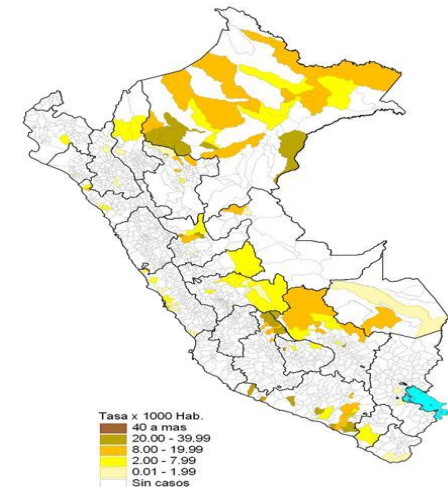 Tasa x 1000 Hab.
40 a mas
20.00 - 39.99
8.00 - 19.99
2.00 - 7.99
0.01 - 1.99
Sin casos